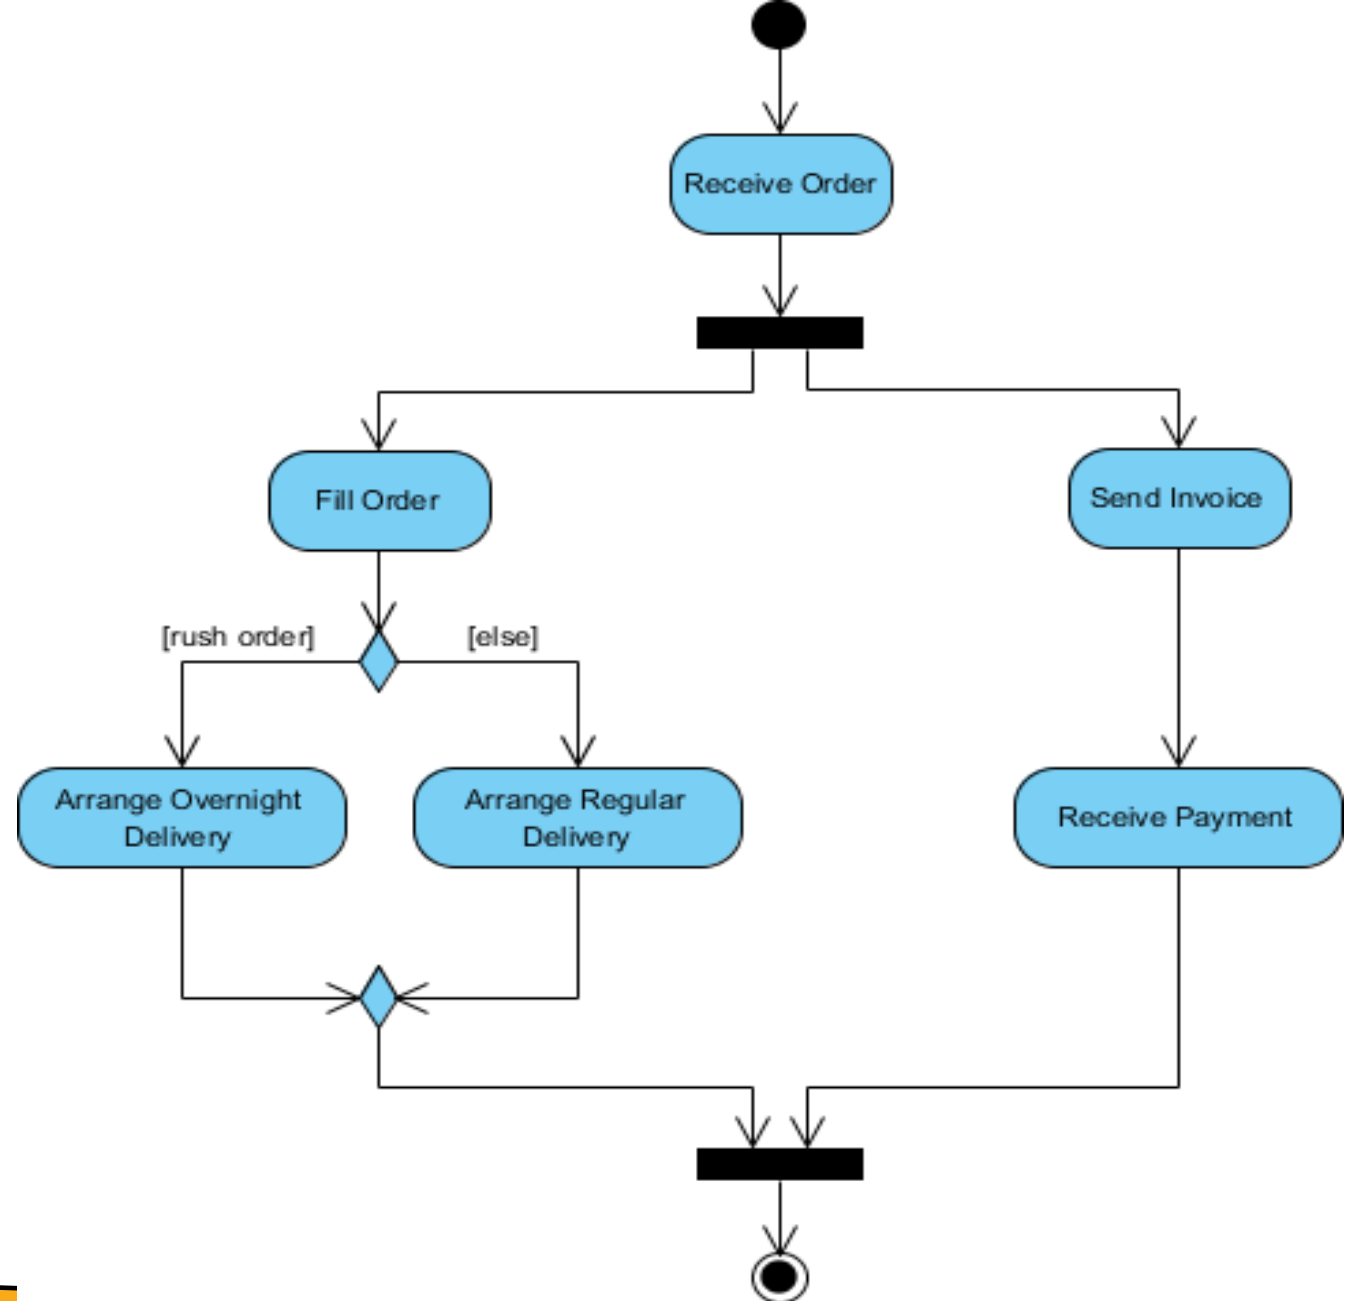 Receive Order
Fill Order
Send Invoice
[rush order]
[else]
Arrange Overnight
Delivery
Arrange Regular
Delivery
Receive Payment